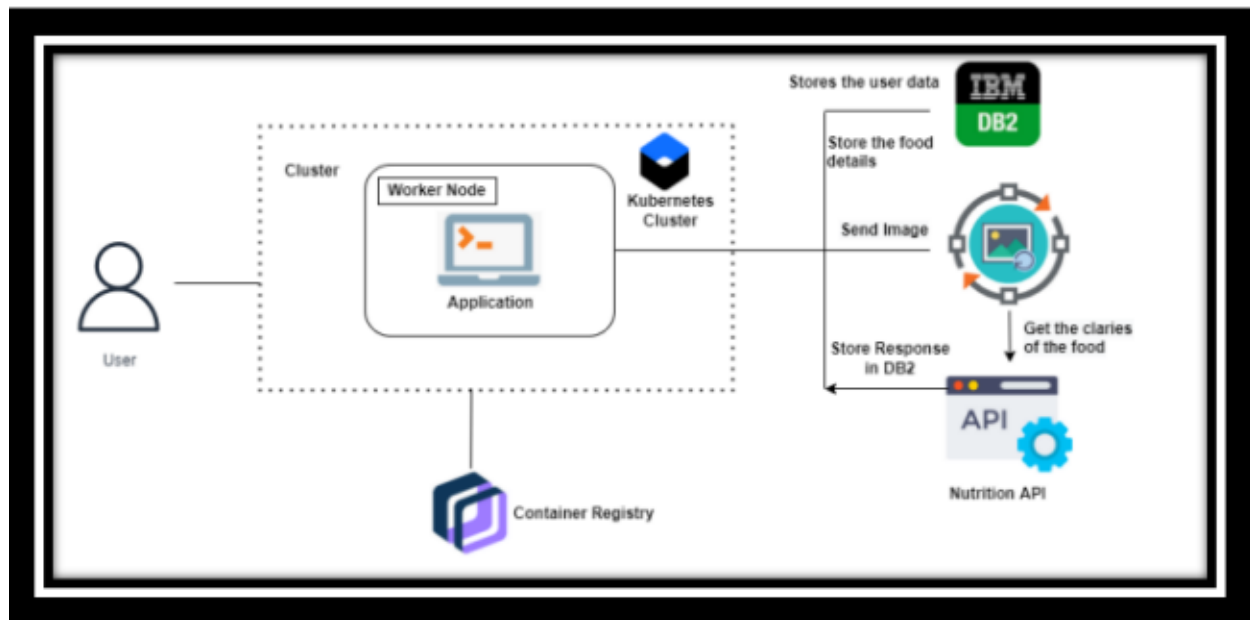 Stores the user data
IBM
DB2
Store the food
details
Cluster
Worker Node
Kubernetes
Cluster
Send Image
Application
Get the claries
of the food
User
Store Response
in DB2
API
Nutrition API
Container Registry